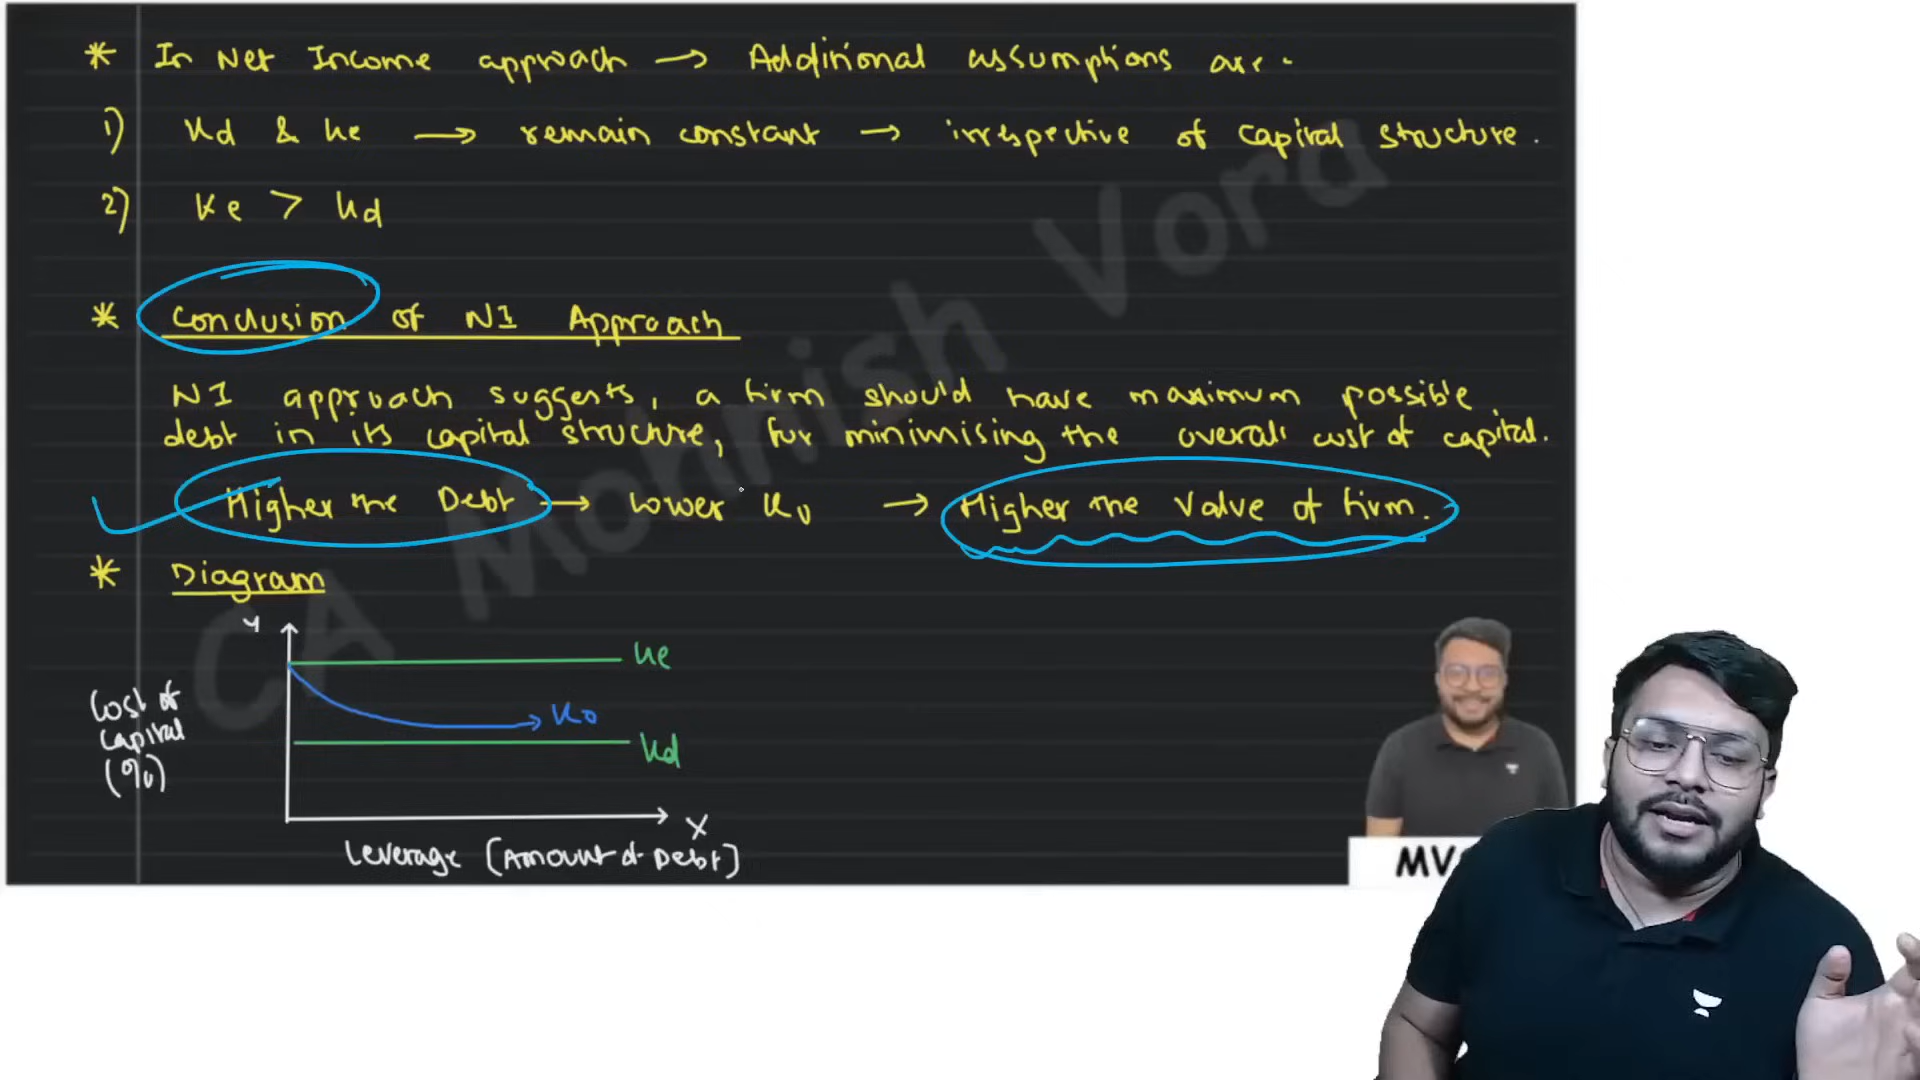 * In Net Income approach → Additional assumptions are.
1) Kd & Ke → remain constant → irrespective of capital structure.
2) Ke > Kd
* Conclusion of NI Approach
NI approach suggests, a firm should have maximum possible
debt in its capital structure, for minimising the overall cost of capital.
Higher the Debt → Lower Ko → Higher the Value of firm.
* Diagram
Y
Ke
Cost of
capital
(%)
Ko
Kd
X
Leverage (Amount of Debt)
CA Mohnish Vora
MV